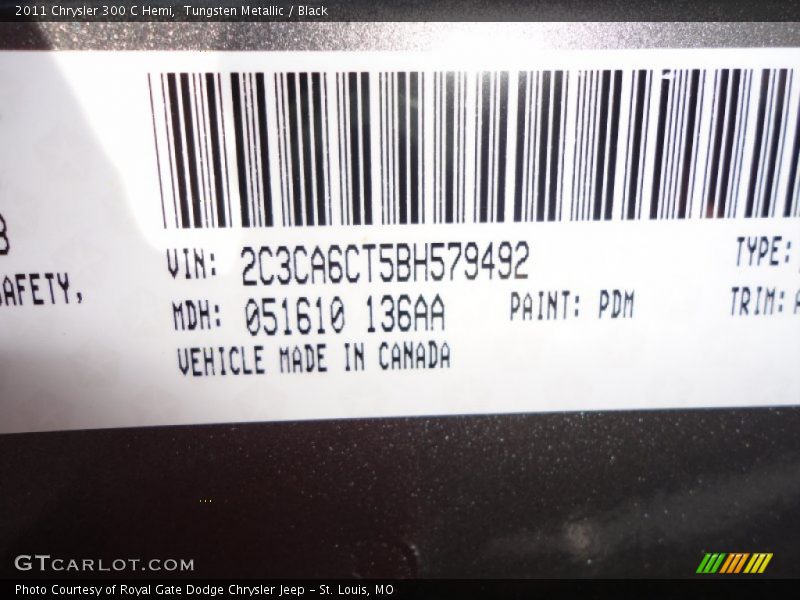 2011 Chrysler 300 C Hemi, Tungsten Metallic / Black
VIN: 2C3CA6CT5BH579492
TYPE:
AFETY,
MDH: 051610 136AA
PAINT: PDM
TRIM:
VEHICLE MADE IN CANADA
GTCARLOT.COM
Photo Courtesy of Royal Gate Dodge Chrysler Jeep - St. Louis, MO